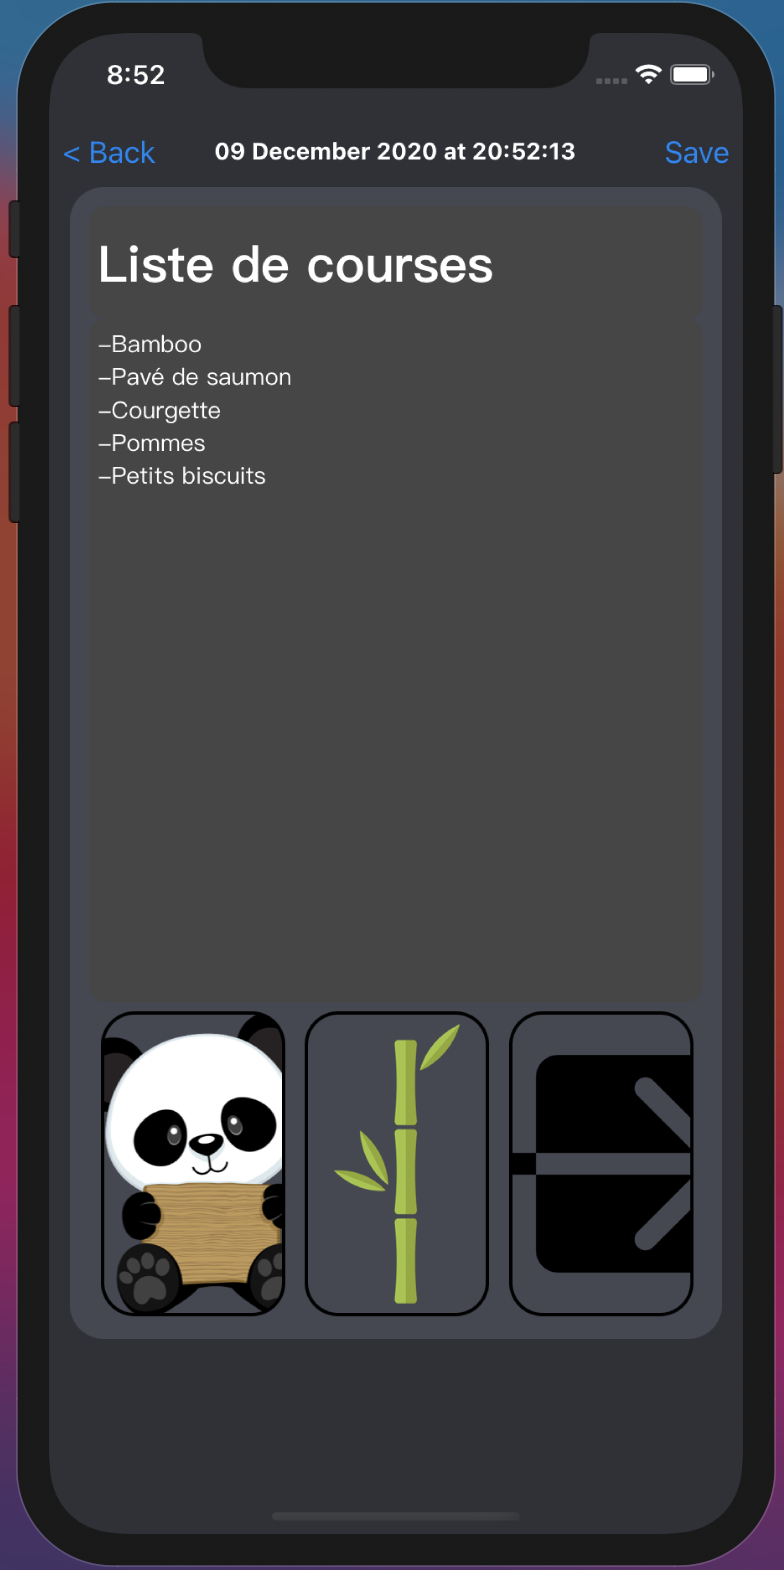 8:52
< Back
09 December 2020 at 20:52:13
Save
Liste de courses
-Bamboo
-Pavé de saumon
-Courgette
-Pommes
-Petits biscuits